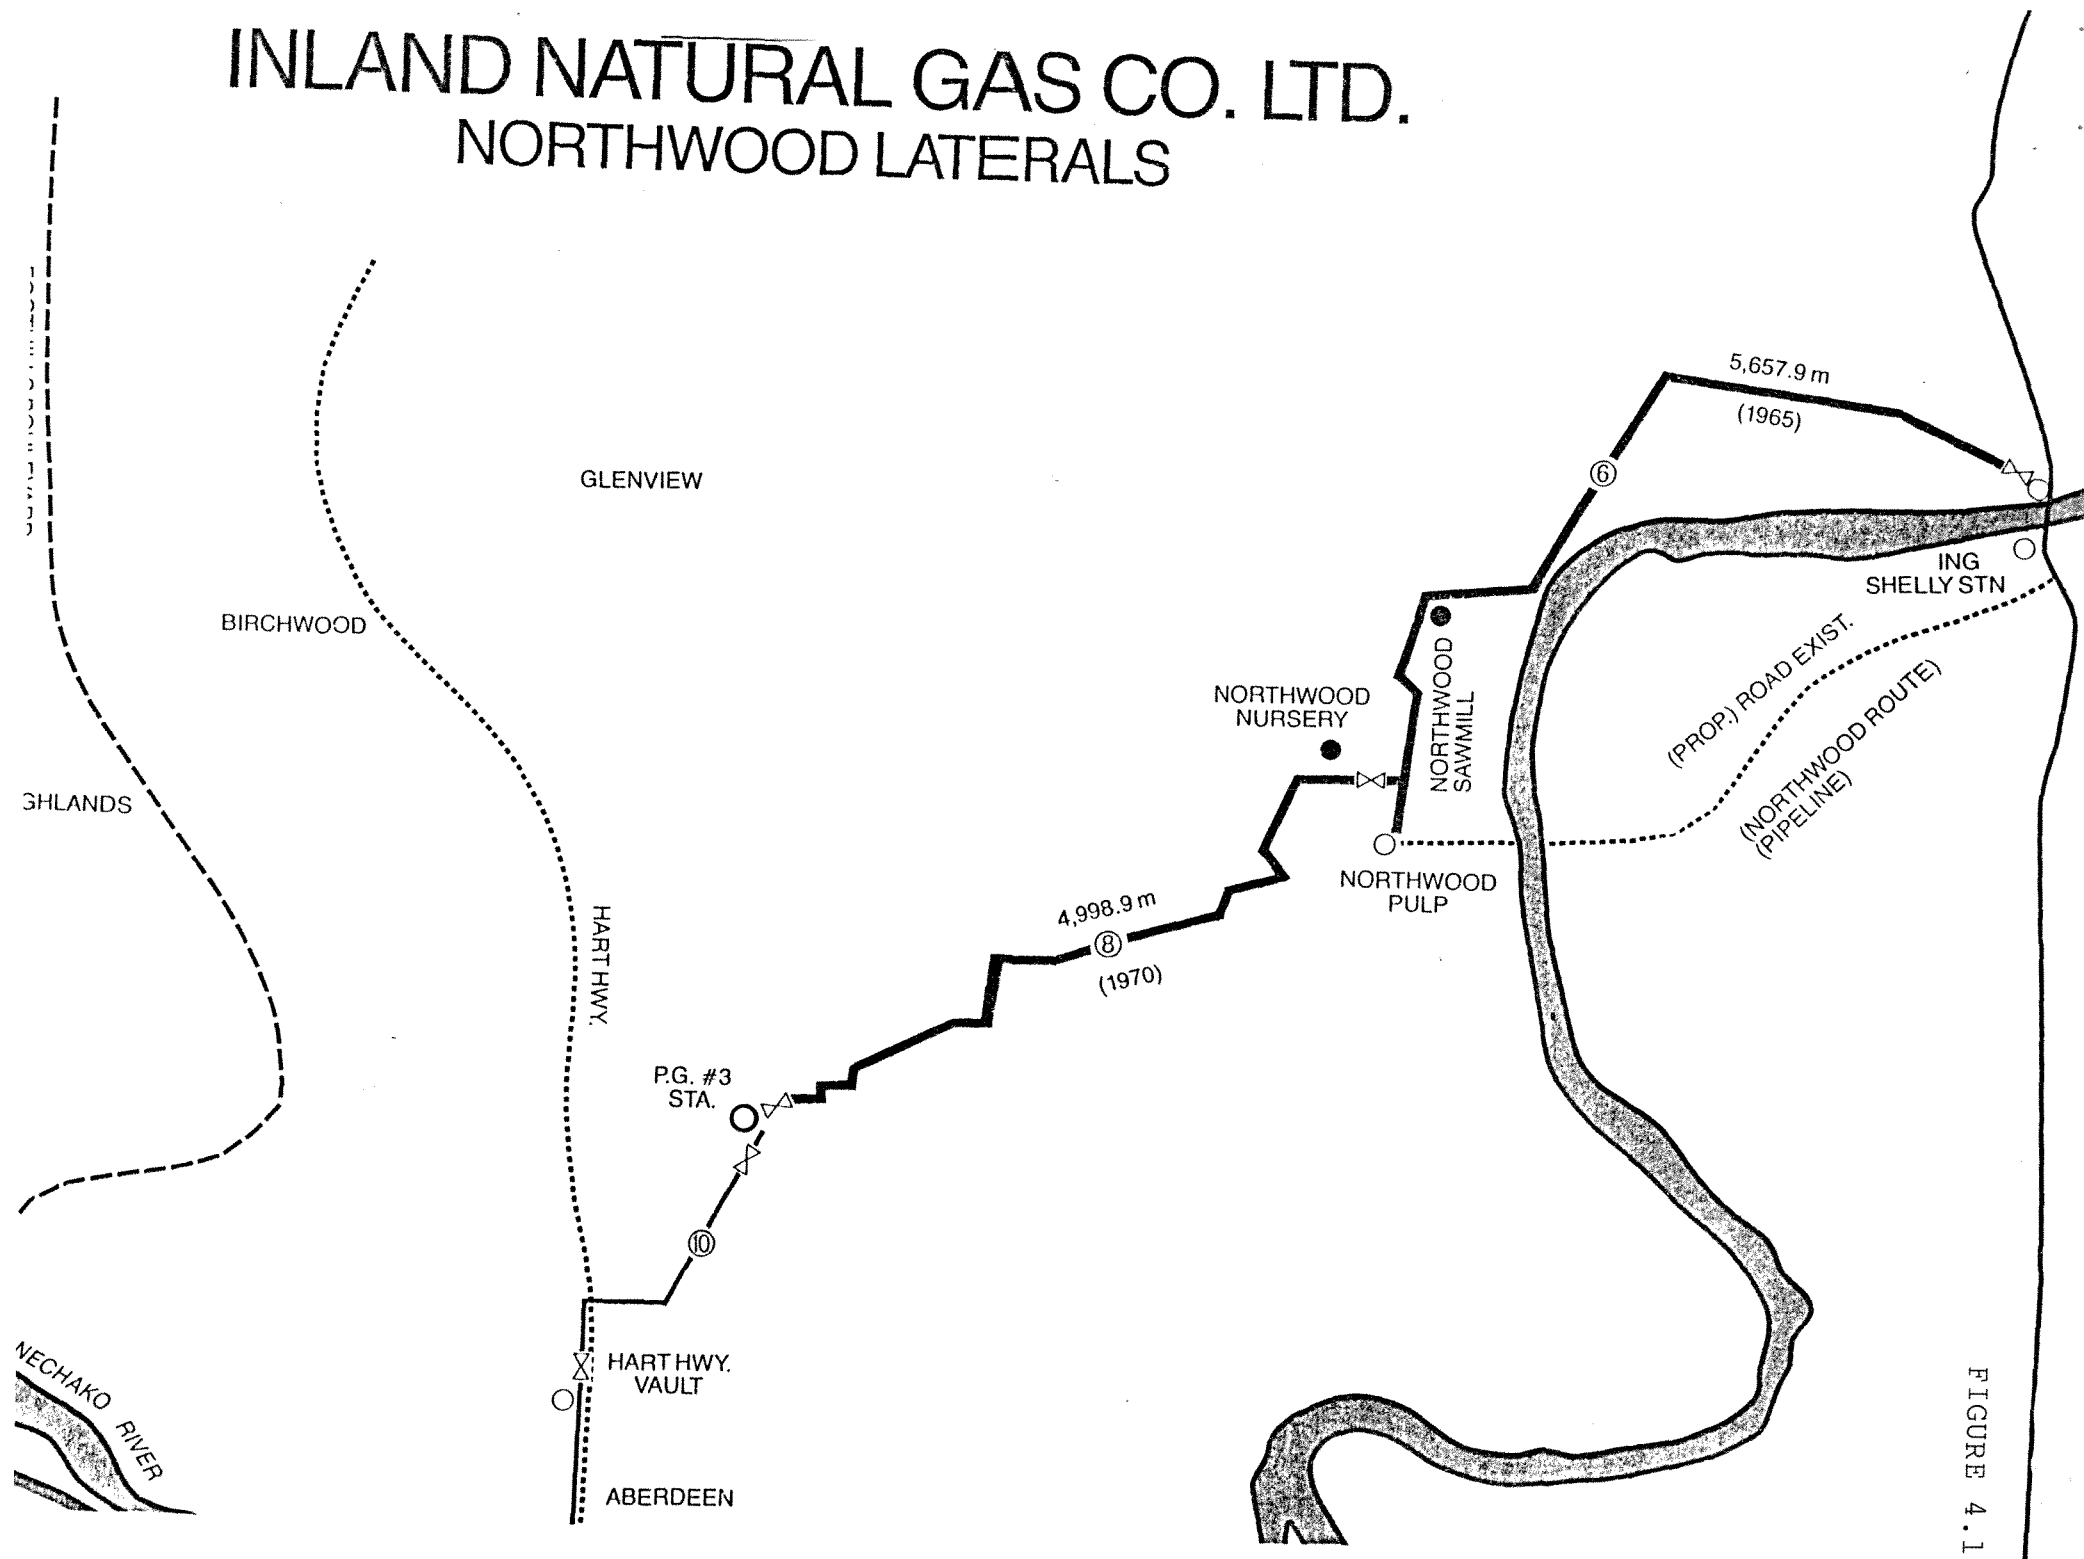 INLAND NATURAL GAS CO. LTD.
NORTHWOOD LATERALS
5,657.9 m
(1965)
6
GLENVIEW
ING
SHELLY STN
BIRCHWOOD
(PROP.) ROAD EXIST.
(NORTHWOOD ROUTE)
(PIPELINE)
NORTHWOOD
NURSERY
NORTHWOOD
SAWMILL
GHLANDS
NORTHWOOD
PULP
4,998.9 m
8
(1970)
HART HWY.
P.G. #3
STA.
10
HART HWY.
VAULT
NECHAKO RIVER
ABERDEEN
FIGURE 4.1